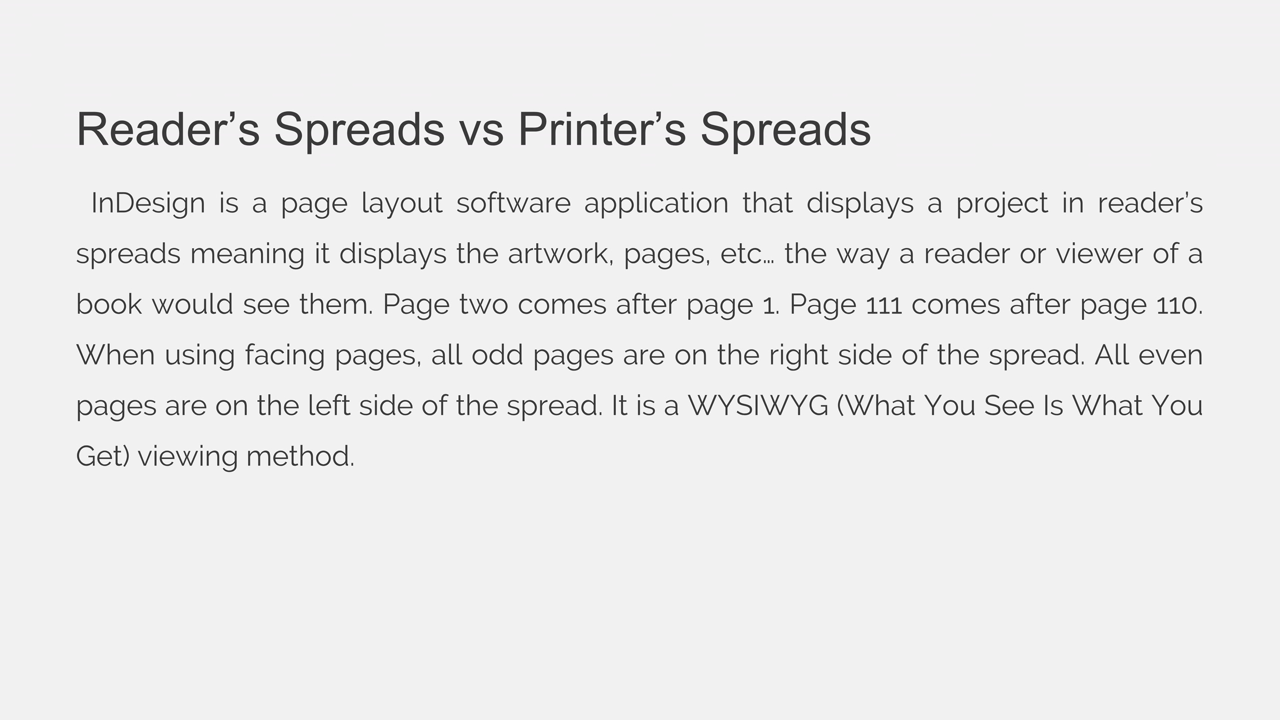 Reader’s Spreads vs Printer’s Spreads
InDesign is a page layout software application that displays a project in reader’s
spreads meaning it displays the artwork, pages, etc… the way a reader or viewer of a
book would see them. Page two comes after page 1. Page 111 comes after page 110.
When using facing pages, all odd pages are on the right side of the spread. All even
pages are on the left side of the spread. It is a WYSIWYG (What You See Is What You
Get) viewing method.